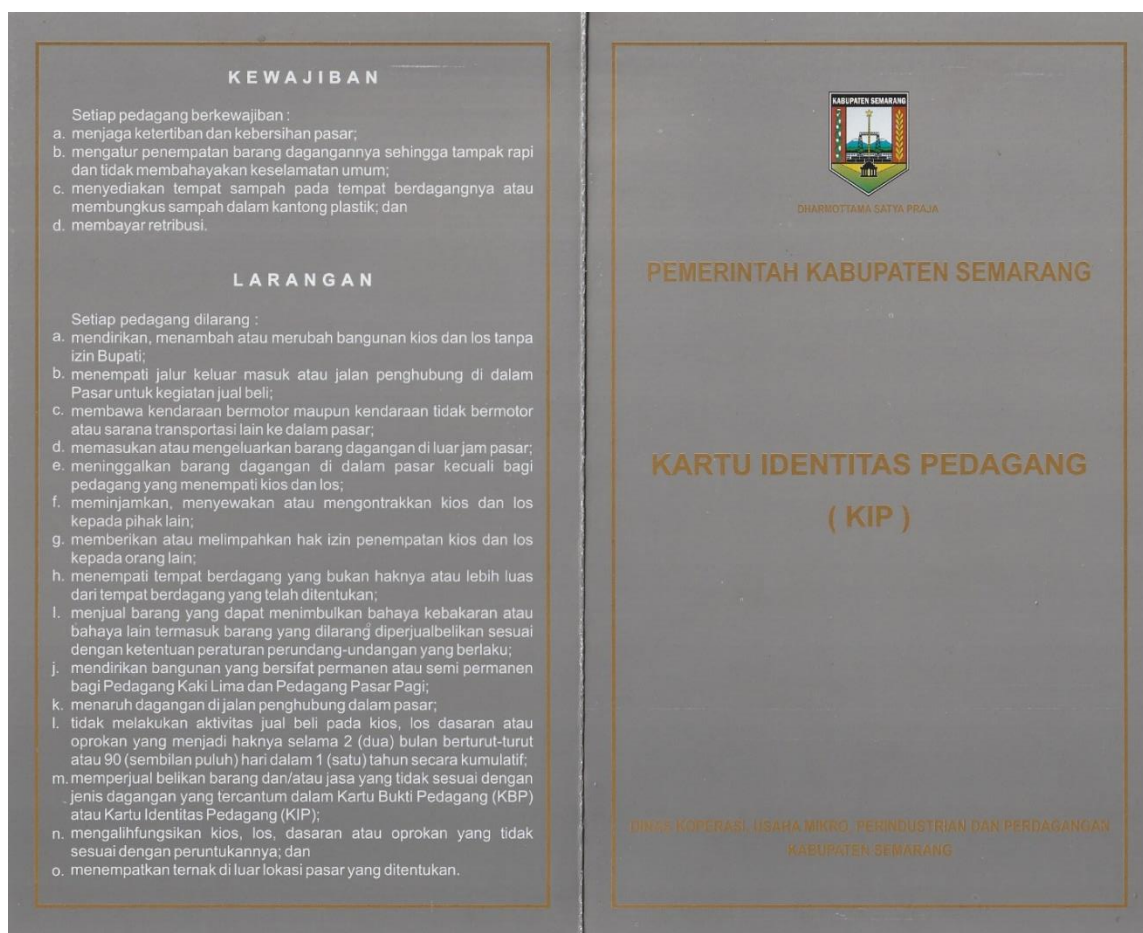 KEWAJIBAN
Setiap pedagang berkewajiban :
a. menjaga ketertiban dan kebersihan pasar;
b. mengatur penempatan barang dagangannya sehingga tampak rapi
dan tidak membahayakan keselamatan umum;
c. menyediakan tempat sampah pada tempat berdagangnya atau
membungkus sampah dalam kantong plastik; dan
d. membayar retribusi.
LARANGAN
Setiap pedagang dilarang :
a. mendirikan, menambah atau merubah bangunan kios dan los tanpa
izin Bupati;
b. menempati jalur keluar masuk atau jalan penghubung di dalam
Pasar untuk kegiatan jual beli;
c. membawa kendaraan bermotor maupun kendaraan tidak bermotor
atau sarana transportasi lain ke dalam pasar;
d. memasukan atau mengeluarkan barang dagangan di luar jam pasar;
e. meninggalkan barang dagangan di dalam pasar kecuali bagi
pedagang yang menempati kios dan los;
f. meminjamkan, menyewakan atau mengontrakkan kios dan los
kepada pihak lain;
g. memberikan atau melimpahkan hak izin penempatan kios dan los
kepada orang lain;
h. menempati tempat berdagang yang bukan haknya atau lebih luas
dari tempat berdagang yang telah ditentukan;
I. menjual barang yang dapat menimbulkan bahaya kebakaran atau
bahaya lain termasuk barang yang dilarang diperjualbelikan sesuai
dengan ketentuan peraturan perundang-undangan yang berlaku;
j. mendirikan bangunan yang bersifat permanen atau semi permanen
bagi Pedagang Kaki Lima dan Pedagang Pasar Pagi;
k. menaruh dagangan di jalan penghubung dalam pasar;
l. tidak melakukan aktivitas jual beli pada kios, los dasaran atau
oprokan yang menjadi haknya selama 2 (dua) bulan berturut-turut
atau 90 (sembilan puluh) hari dalam 1 (satu) tahun secara kumulatif;
m. memperjual belikan barang dan/atau jasa yang tidak sesuai dengan
jenis dagangan yang tercantum dalam Kartu Bukti Pedagang (KBP)
atau Kartu Identitas Pedagang (KIP);
n. mengalihfungsikan kios, los, dasaran atau oprokan yang tidak
sesuai dengan peruntukannya; dan
o. menempatkan ternak di luar lokasi pasar yang ditentukan.
KABUPATEN SEMARANG
DHARMOTTAMA SATYA PRAJA
PEMERINTAH KABUPATEN SEMARANG
KARTU IDENTITAS PEDAGANG
( KIP )
DINAS KOPERASI, USAHA MIKRO, PERINDUSTRIAN DAN PERDAGANGAN
KABUPATEN SEMARANG